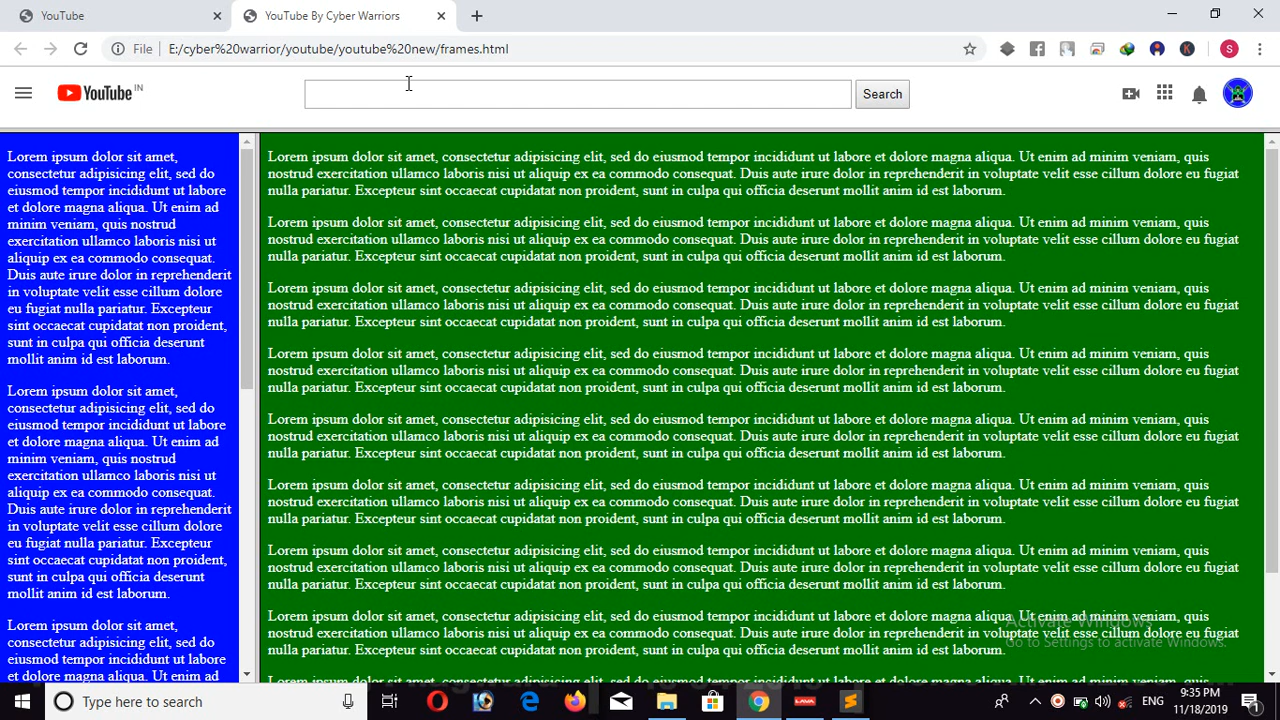 YouTube
YouTube By Cyber Warriors
File
E:/cyber%20warrior/youtube/youtube%20new/frames.html
S
K
YouTube IN
Search
Lorem ipsum dolor sit amet,
consectetur adipisicing elit, sed do
eiusmod tempor incididunt ut labore
et dolore magna aliqua. Ut enim ad
minim veniam, quis nostrud
exercitation ullamco laboris nisi ut
aliquip ex ea commodo consequat.
Duis aute irure dolor in reprehenderit
in voluptate velit esse cillum dolore
eu fugiat nulla pariatur. Excepteur
sint occaecat cupidatat non proident,
sunt in culpa qui officia deserunt
mollit anim id est laborum.
Lorem ipsum dolor sit amet,
consectetur adipisicing elit, sed do
eiusmod tempor incididunt ut labore
et dolore magna aliqua. Ut enim ad
minim veniam, quis nostrud
exercitation ullamco laboris nisi ut
aliquip ex ea commodo consequat.
Duis aute irure dolor in reprehenderit
in voluptate velit esse cillum dolore
eu fugiat nulla pariatur. Excepteur
sint occaecat cupidatat non proident,
sunt in culpa qui officia deserunt
mollit anim id est laborum.
Lorem ipsum dolor sit amet,
consectetur adipisicing elit, sed do
eiusmod tempor incididunt ut labore
et dolore magna aliqua. Ut enim ad
Lorem ipsum dolor sit amet, consectetur adipisicing elit, sed do eiusmod tempor incididunt ut labore et dolore magna aliqua. Ut enim ad minim veniam, quis
nostrud exercitation ullamco laboris nisi ut aliquip ex ea commodo consequat. Duis aute irure dolor in reprehenderit in voluptate velit esse cillum dolore eu fugiat
nulla pariatur. Excepteur sint occaecat cupidatat non proident, sunt in culpa qui officia deserunt mollit anim id est laborum.
Lorem ipsum dolor sit amet, consectetur adipisicing elit, sed do eiusmod tempor incididunt ut labore et dolore magna aliqua. Ut enim ad minim veniam, quis
nostrud exercitation ullamco laboris nisi ut aliquip ex ea commodo consequat. Duis aute irure dolor in reprehenderit in voluptate velit esse cillum dolore eu fugiat
nulla pariatur. Excepteur sint occaecat cupidatat non proident, sunt in culpa qui officia deserunt mollit anim id est laborum.
Lorem ipsum dolor sit amet, consectetur adipisicing elit, sed do eiusmod tempor incididunt ut labore et dolore magna aliqua. Ut enim ad minim veniam, quis
nostrud exercitation ullamco laboris nisi ut aliquip ex ea commodo consequat. Duis aute irure dolor in reprehenderit in voluptate velit esse cillum dolore eu fugiat
nulla pariatur. Excepteur sint occaecat cupidatat non proident, sunt in culpa qui officia deserunt mollit anim id est laborum.
Lorem ipsum dolor sit amet, consectetur adipisicing elit, sed do eiusmod tempor incididunt ut labore et dolore magna aliqua. Ut enim ad minim veniam, quis
nostrud exercitation ullamco laboris nisi ut aliquip ex ea commodo consequat. Duis aute irure dolor in reprehenderit in voluptate velit esse cillum dolore eu fugiat
nulla pariatur. Excepteur sint occaecat cupidatat non proident, sunt in culpa qui officia deserunt mollit anim id est laborum.
Lorem ipsum dolor sit amet, consectetur adipisicing elit, sed do eiusmod tempor incididunt ut labore et dolore magna aliqua. Ut enim ad minim veniam, quis
nostrud exercitation ullamco laboris nisi ut aliquip ex ea commodo consequat. Duis aute irure dolor in reprehenderit in voluptate velit esse cillum dolore eu fugiat
nulla pariatur. Excepteur sint occaecat cupidatat non proident, sunt in culpa qui officia deserunt mollit anim id est laborum.
Lorem ipsum dolor sit amet, consectetur adipisicing elit, sed do eiusmod tempor incididunt ut labore et dolore magna aliqua. Ut enim ad minim veniam, quis
nostrud exercitation ullamco laboris nisi ut aliquip ex ea commodo consequat. Duis aute irure dolor in reprehenderit in voluptate velit esse cillum dolore eu fugiat
nulla pariatur. Excepteur sint occaecat cupidatat non proident, sunt in culpa qui officia deserunt mollit anim id est laborum.
Lorem ipsum dolor sit amet, consectetur adipisicing elit, sed do eiusmod tempor incididunt ut labore et dolore magna aliqua. Ut enim ad minim veniam, quis
nostrud exercitation ullamco laboris nisi ut aliquip ex ea commodo consequat. Duis aute irure dolor in reprehenderit in voluptate velit esse cillum dolore eu fugiat
nulla pariatur. Excepteur sint occaecat cupidatat non proident, sunt in culpa qui officia deserunt mollit anim id est laborum.
Lorem ipsum dolor sit amet, consectetur adipisicing elit, sed do eiusmod tempor incididunt ut labore et dolore magna aliqua. Ut enim ad minim veniam, quis
nostrud exercitation ullamco laboris nisi ut aliquip ex ea commodo consequat. Duis aute irure dolor in reprehenderit in voluptate velit esse cillum dolore eu fugiat
nulla pariatur. Excepteur sint occaecat cupidatat non proident, sunt in culpa qui officia deserunt mollit anim id est laborum.
Activate Windows
Go to Settings to activate Windows.
Type here to search
LAVA
ENG
9:35 PM
11/18/2019
1